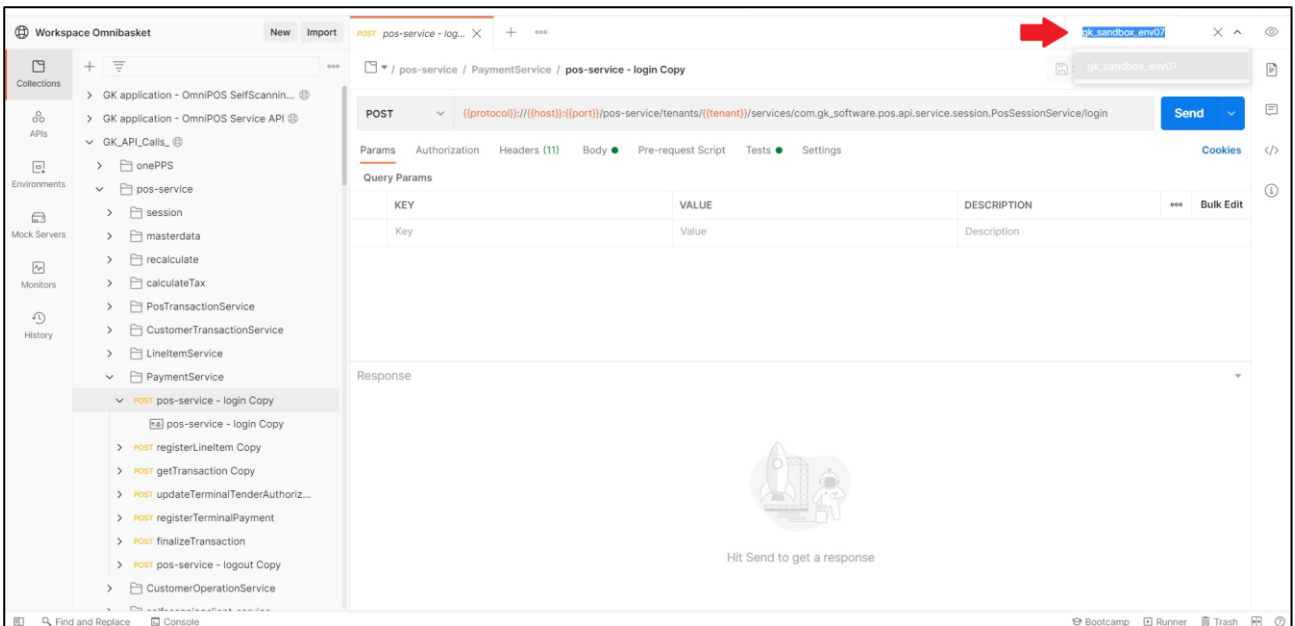 Workspace Omnibasket
New Import
POST pos-service - log...
gk_sandbox_env07
gk_sandbox_env07
Collections
APIs
Environments
Mock Servers
Monitors
History
GK application - OmniPOS SelfScannin...
GK application - OmniPOS Service API
GK_API_Calls_
onePPS
pos-service
session
masterdata
recalculate
calculateTax
PosTransactionService
CustomerTransactionService
LineItemService
PaymentService
POST pos-service - login Copy
e.g. pos-service - login Copy
POST registerLineItem Copy
POST getTransaction Copy
POST updateTerminalTenderAuthoriz...
POST registerTerminalPayment
POST finalizeTransaction
POST pos-service - logout Copy
CustomerOperationService
/ pos-service / PaymentService / pos-service - login Copy
POST {{protocol}}://{{host}}:{{port}}/pos-service/tenants/{{tenant}}/services/com.gk_software.pos.api.service.session.PosSessionService/login Send
Params Authorization Headers (11) Body Pre-request Script Tests Settings Cookies
Query Params
KEY VALUE DESCRIPTION Bulk Edit
Key Value Description
Response
Hit Send to get a response
Find and Replace Console
Bootcamp Runner Trash